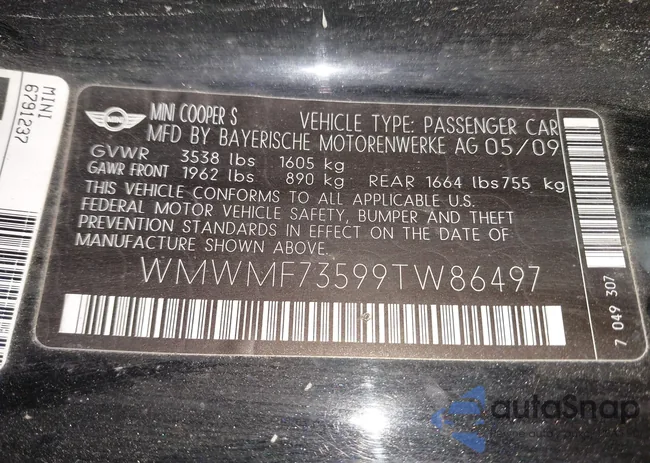 MINI
6791237
MINI COOPER S VEHICLE TYPE: PASSENGER CAR
MFD BY BAYERISCHE MOTORENWERKE AG 05/09
GVWR 3538 lbs 1605 kg
GAWR FRONT 1962 lbs 890 kg REAR 1664 lbs 755 kg
THIS VEHICLE CONFORMS TO ALL APPLICABLE U.S.
FEDERAL MOTOR VEHICLE SAFETY, BUMPER AND THEFT
PREVENTION STANDARDS IN EFFECT ON THE DATE OF
MANUFACTURE SHOWN ABOVE.
WMWMF73599TW86497
7 049 307
autoSnap